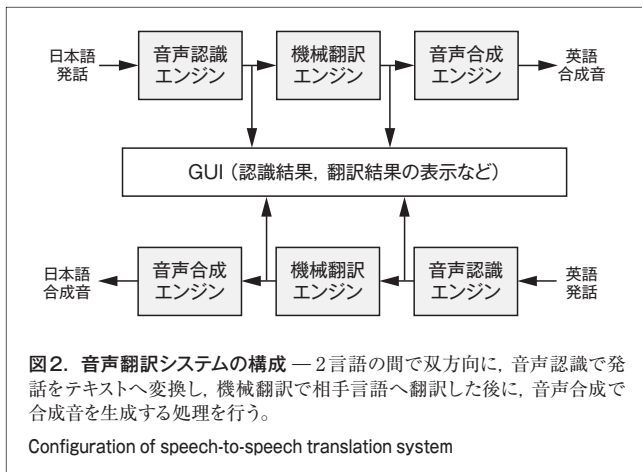 日本語
発話
音声認識
エンジン
機械翻訳
エンジン
音声合成
エンジン
英語
合成音
GUI（認識結果，翻訳結果の表示など）
日本語
合成音
音声合成
エンジン
機械翻訳
エンジン
音声認識
エンジン
英語
発話
図2．音声翻訳システムの構成 — 2言語の間で双方向に，音声認識で発
話をテキストへ変換し，機械翻訳で相手言語へ翻訳した後に，音声合成で
合成音を生成する処理を行う。
Configuration of speech-to-speech translation system